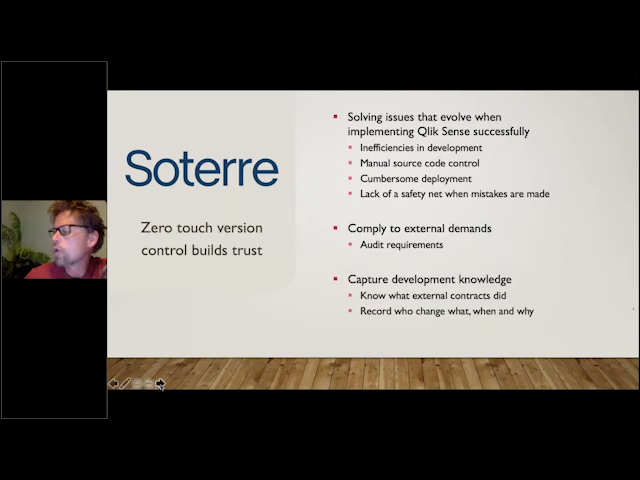 Soterre
Zero touch version
control builds trust
Solving issues that evolve when
implementing Qlik Sense successfully
Inefficiencies in development
Manual source code control
Cumbersome deployment
Lack of a safety net when mistakes are made
Comply to external demands
Audit requirements
Capture development knowledge
Know what external contracts did
Record who change what, when and why